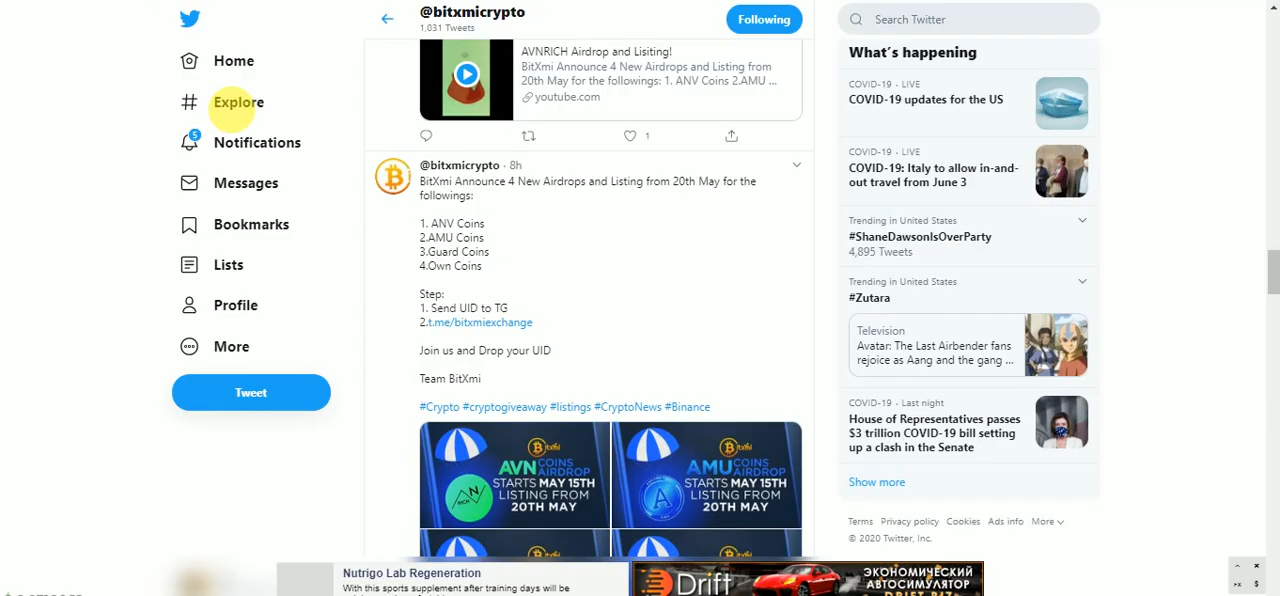 @bitxmicrypto
1,031 Tweets
Following
Search Twitter
Home
Explore
5
Notifications
Messages
Bookmarks
Lists
Profile
More
Tweet
AVNRICH Airdrop and Lisiting!
BitXmi Announce 4 New Airdrops and Listing from
20th May for the followings: 1. ANV Coins 2.AMU ...
youtube.com
1
@bitxmicrypto · 8h
BitXmi Announce 4 New Airdrops and Listing from 20th May for the
followings:
1. ANV Coins
2.AMU Coins
3.Guard Coins
4.Own Coins
Step:
1. Send UID to TG
2.t.me/bitxmiexchange
Join us and Drop your UID
Team BitXmi
#Crypto #cryptogiveaway #listings #CryptoNews #Binance
BitXmi
AVN COINS
AIRDROP
STARTS MAY 15TH
LISTING FROM
20TH MAY
RICH
BitXmi
AMU COINS
AIRDROP
STARTS MAY 15TH
LISTING FROM
20TH MAY
BitXmi
BitXmi
What's happening
COVID-19 · LIVE
COVID-19 updates for the US
COVID-19 · LIVE
COVID-19: Italy to allow in-and-
out travel from June 3
Trending in United States
#ShaneDawsonIsOverParty
4,895 Tweets
Trending in United States
#Zutara
Television
Avatar: The Last Airbender fans
rejoice as Aang and the gang ...
COVID-19 · Last night
House of Representatives passes
$3 trillion COVID-19 bill setting
up a clash in the Senate
Show more
Terms Privacy policy Cookies Ads info More
© 2020 Twitter, Inc.
Nutrigo Lab Regeneration
With this sports supplement after training days will be
Drift
ЭКОНОМИЧЕСКИЙ
АВТОСИМУЛЯТОР
DRIFT.BIZ